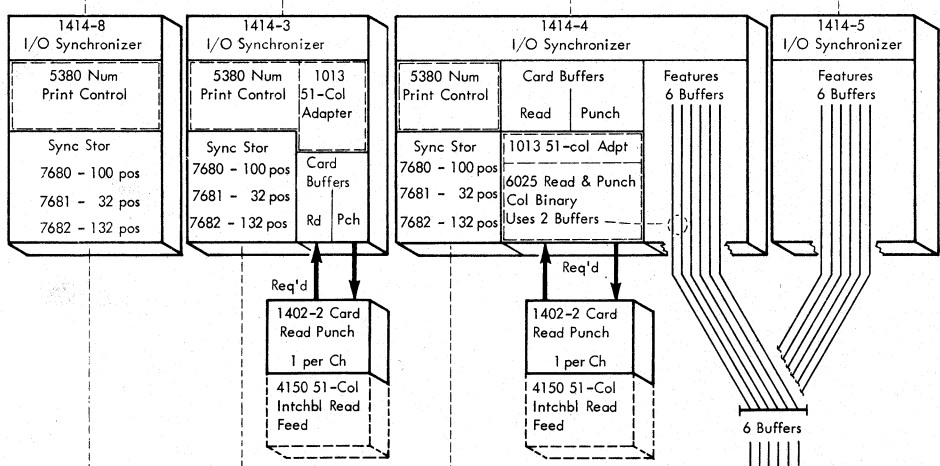 1414-8
I/O Synchronizer
5380 Num
Print Control
Sync Stor
7680 - 100 pos
7681 - 32 pos
7682 - 132 pos
1414-3
I/O Synchronizer
5380 Num
Print Control
1013
51-Col
Adapter
Sync Stor
7680 - 100 pos
7681 - 32 pos
7682 - 132 pos
Card
Buffers
Rd
Pch
Req'd
1402-2 Card
Read Punch
1 per Ch
4150 51-Col
Intchbl Read
Feed
1414-4
I/O Synchronizer
5380 Num
Print Control
Card Buffers
Read
Punch
Sync Stor
7680 - 100 pos
7681 - 32 pos
7682 - 132 pos
1013 51-col Adpt
6025 Read & Punch
Col Binary
Uses 2 Buffers
Features
6 Buffers
Req'd
1402-2 Card
Read Punch
1 per Ch
4150 51-Col
Intchbl Read
Feed
1414-5
I/O Synchronizer
Features
6 Buffers
6 Buffers